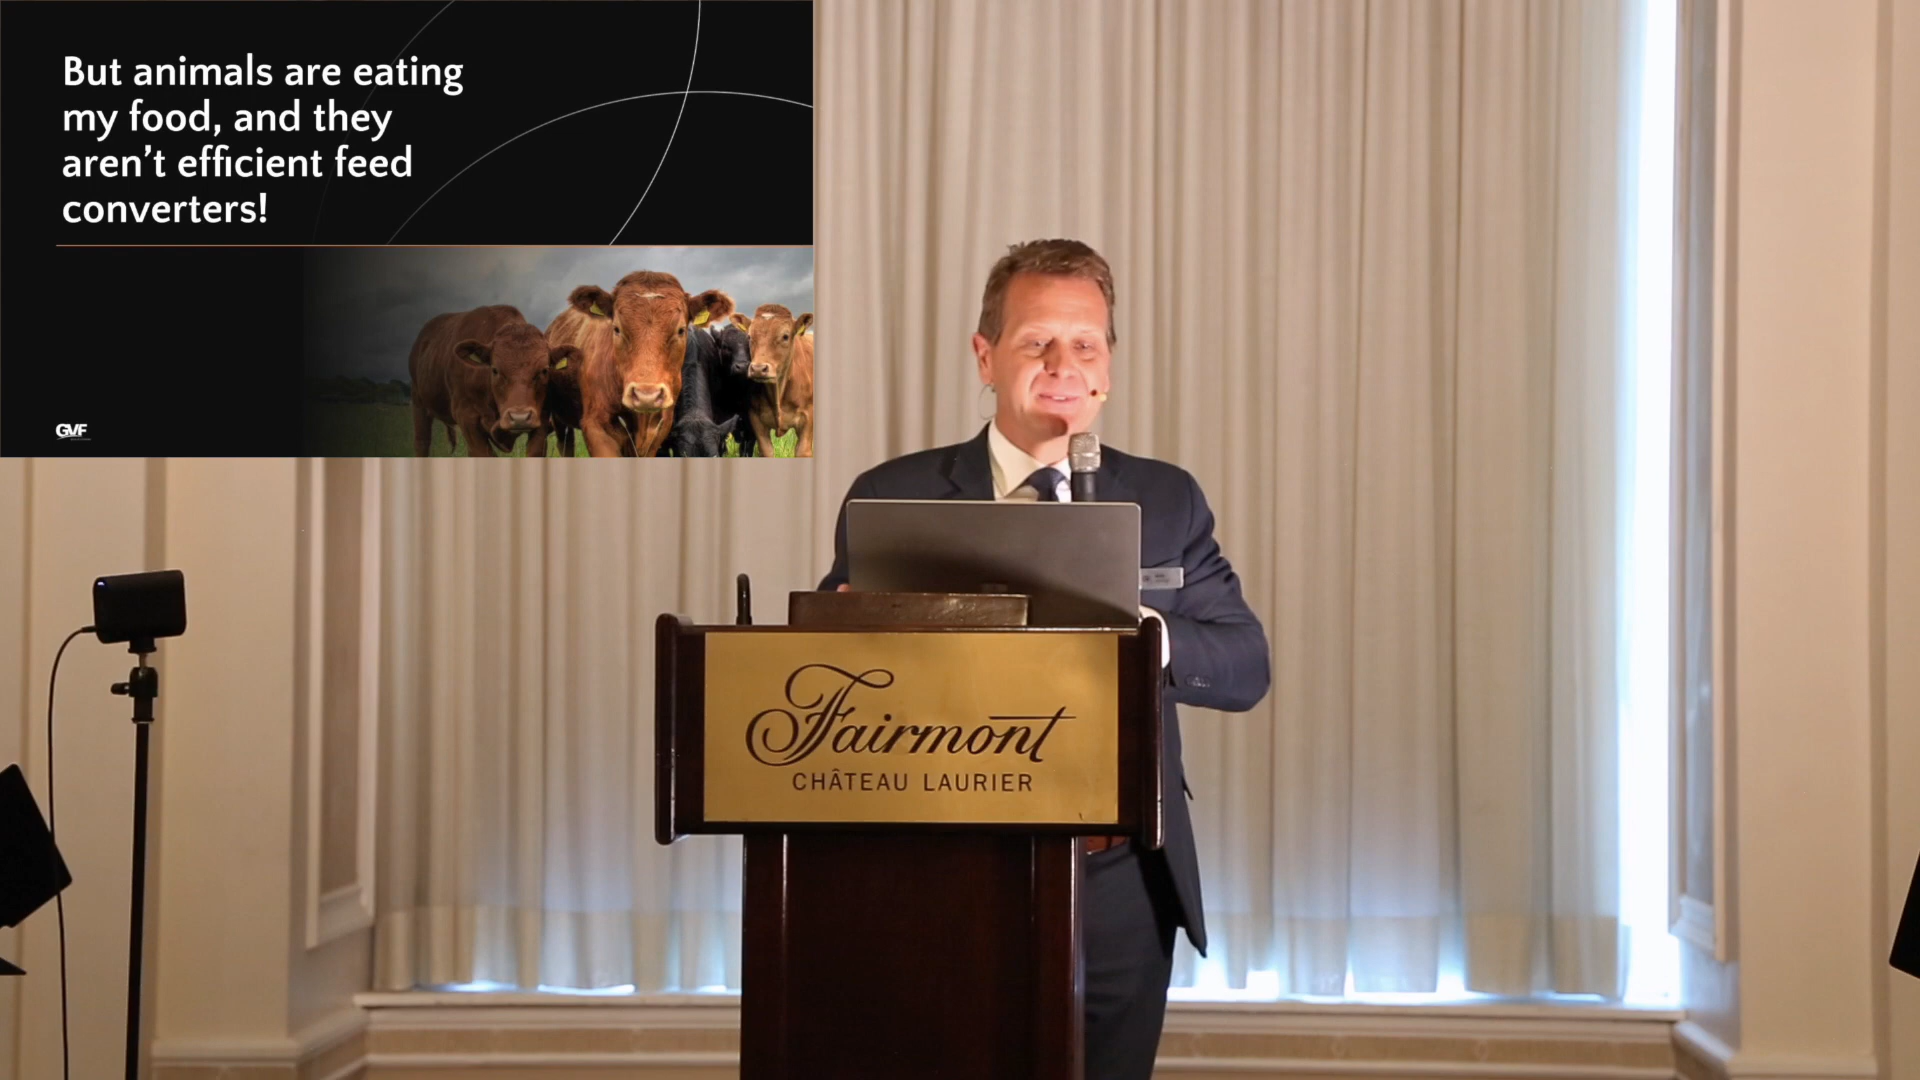 But animals are eating
my food, and they
aren’t efficient feed
converters!
GVF
Fairmont
CHÂTEAU LAURIER